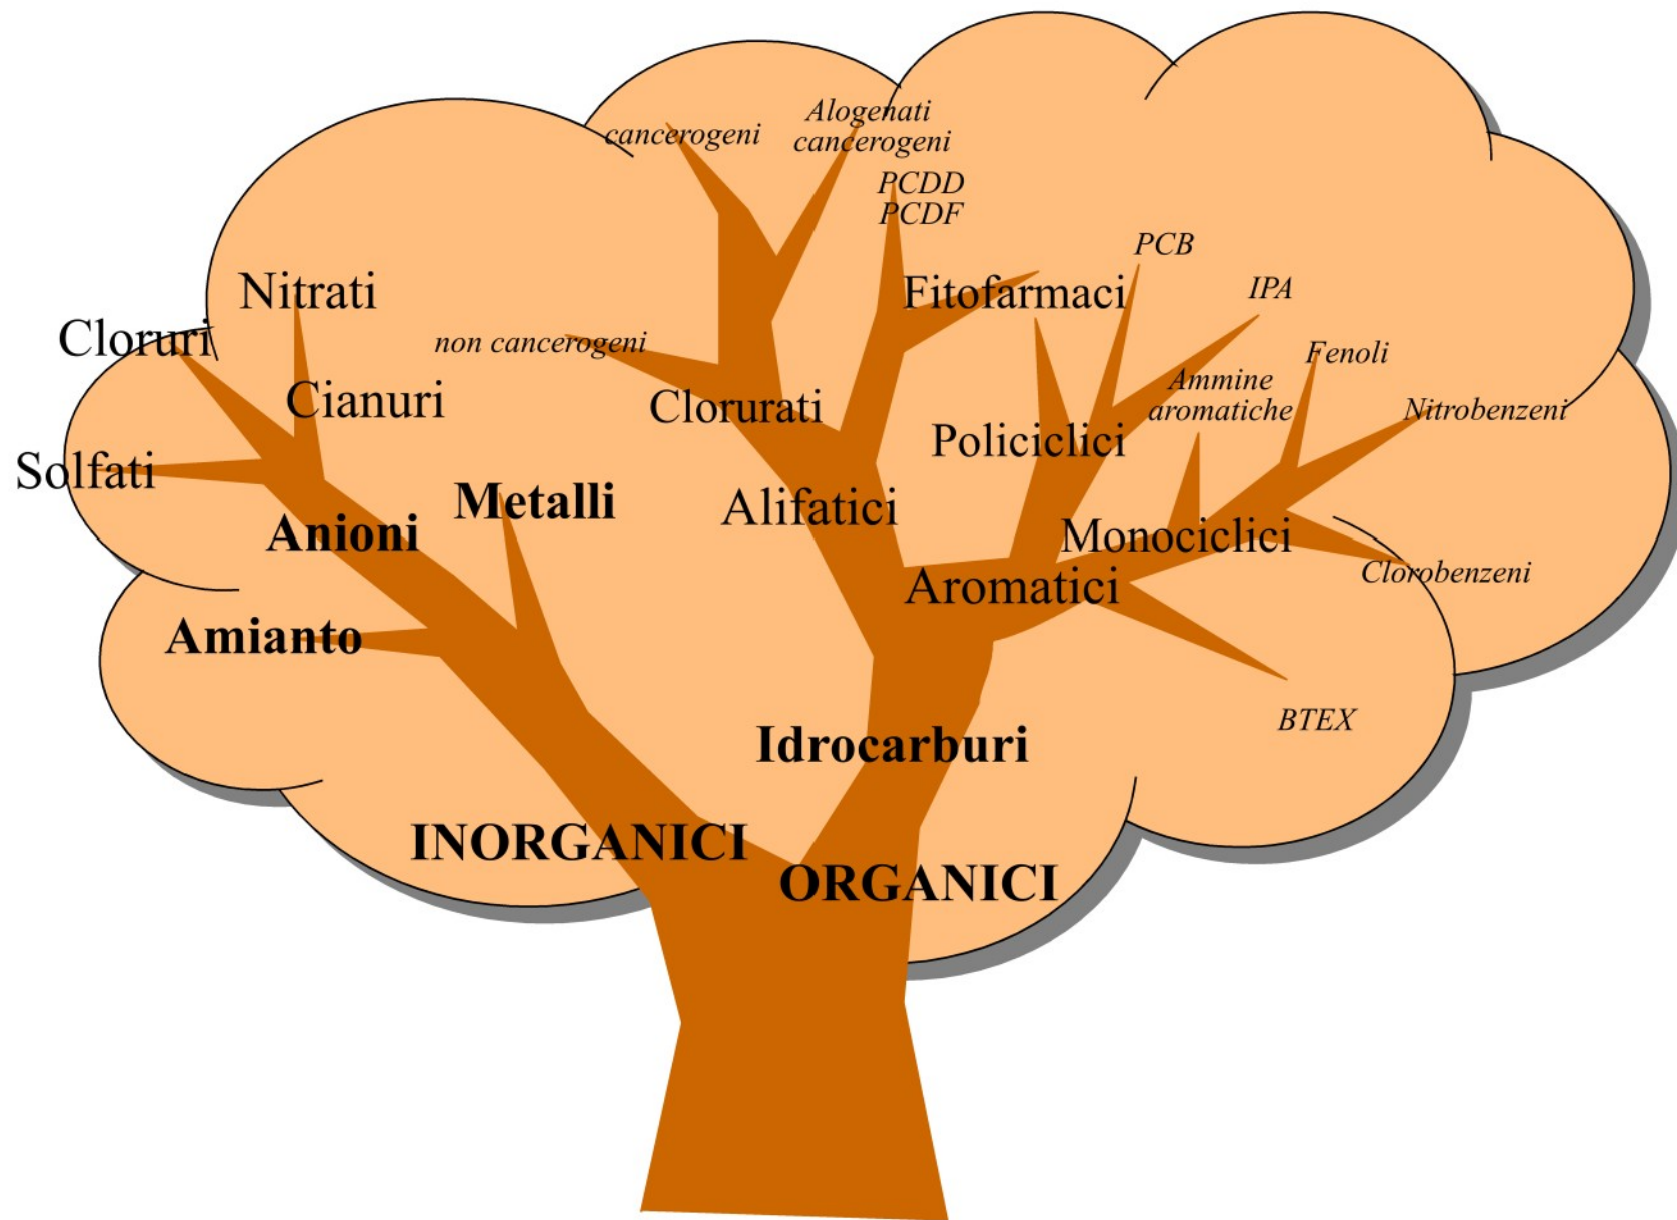 Alogenati
cancerogeni
cancerogeni
PCDD
PCDF
PCB
Nitrati
Fitofarmaci
IPA
Cloruri
non cancerogeni
Fenoli
Cianuri
Clorurati
Ammine
aromatiche
Nitrobenzeni
Policiclici
Solfati
Metalli
Alifatici
Anioni
Monociclici
Clorobenzeni
Aromatici
Amianto
BTEX
Idrocarburi
INORGANICI
ORGANICI